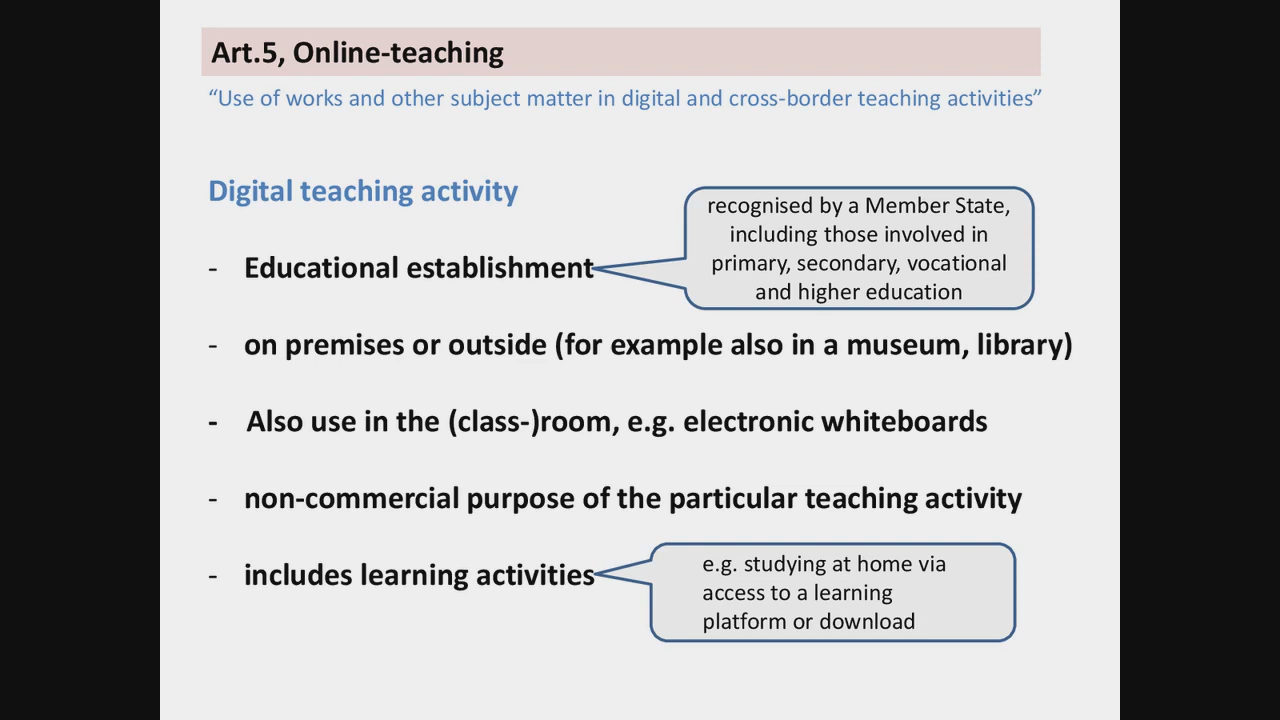 Art.5, Online-teaching
“Use of works and other subject matter in digital and cross-border teaching activities”
Digital teaching activity
- Educational establishment
recognised by a Member State,
including those involved in
primary, secondary, vocational
and higher education
- on premises or outside (for example also in a museum, library)
- Also use in the (class-)room, e.g. electronic whiteboards
- non-commercial purpose of the particular teaching activity
- includes learning activities
e.g. studying at home via
access to a learning
platform or download